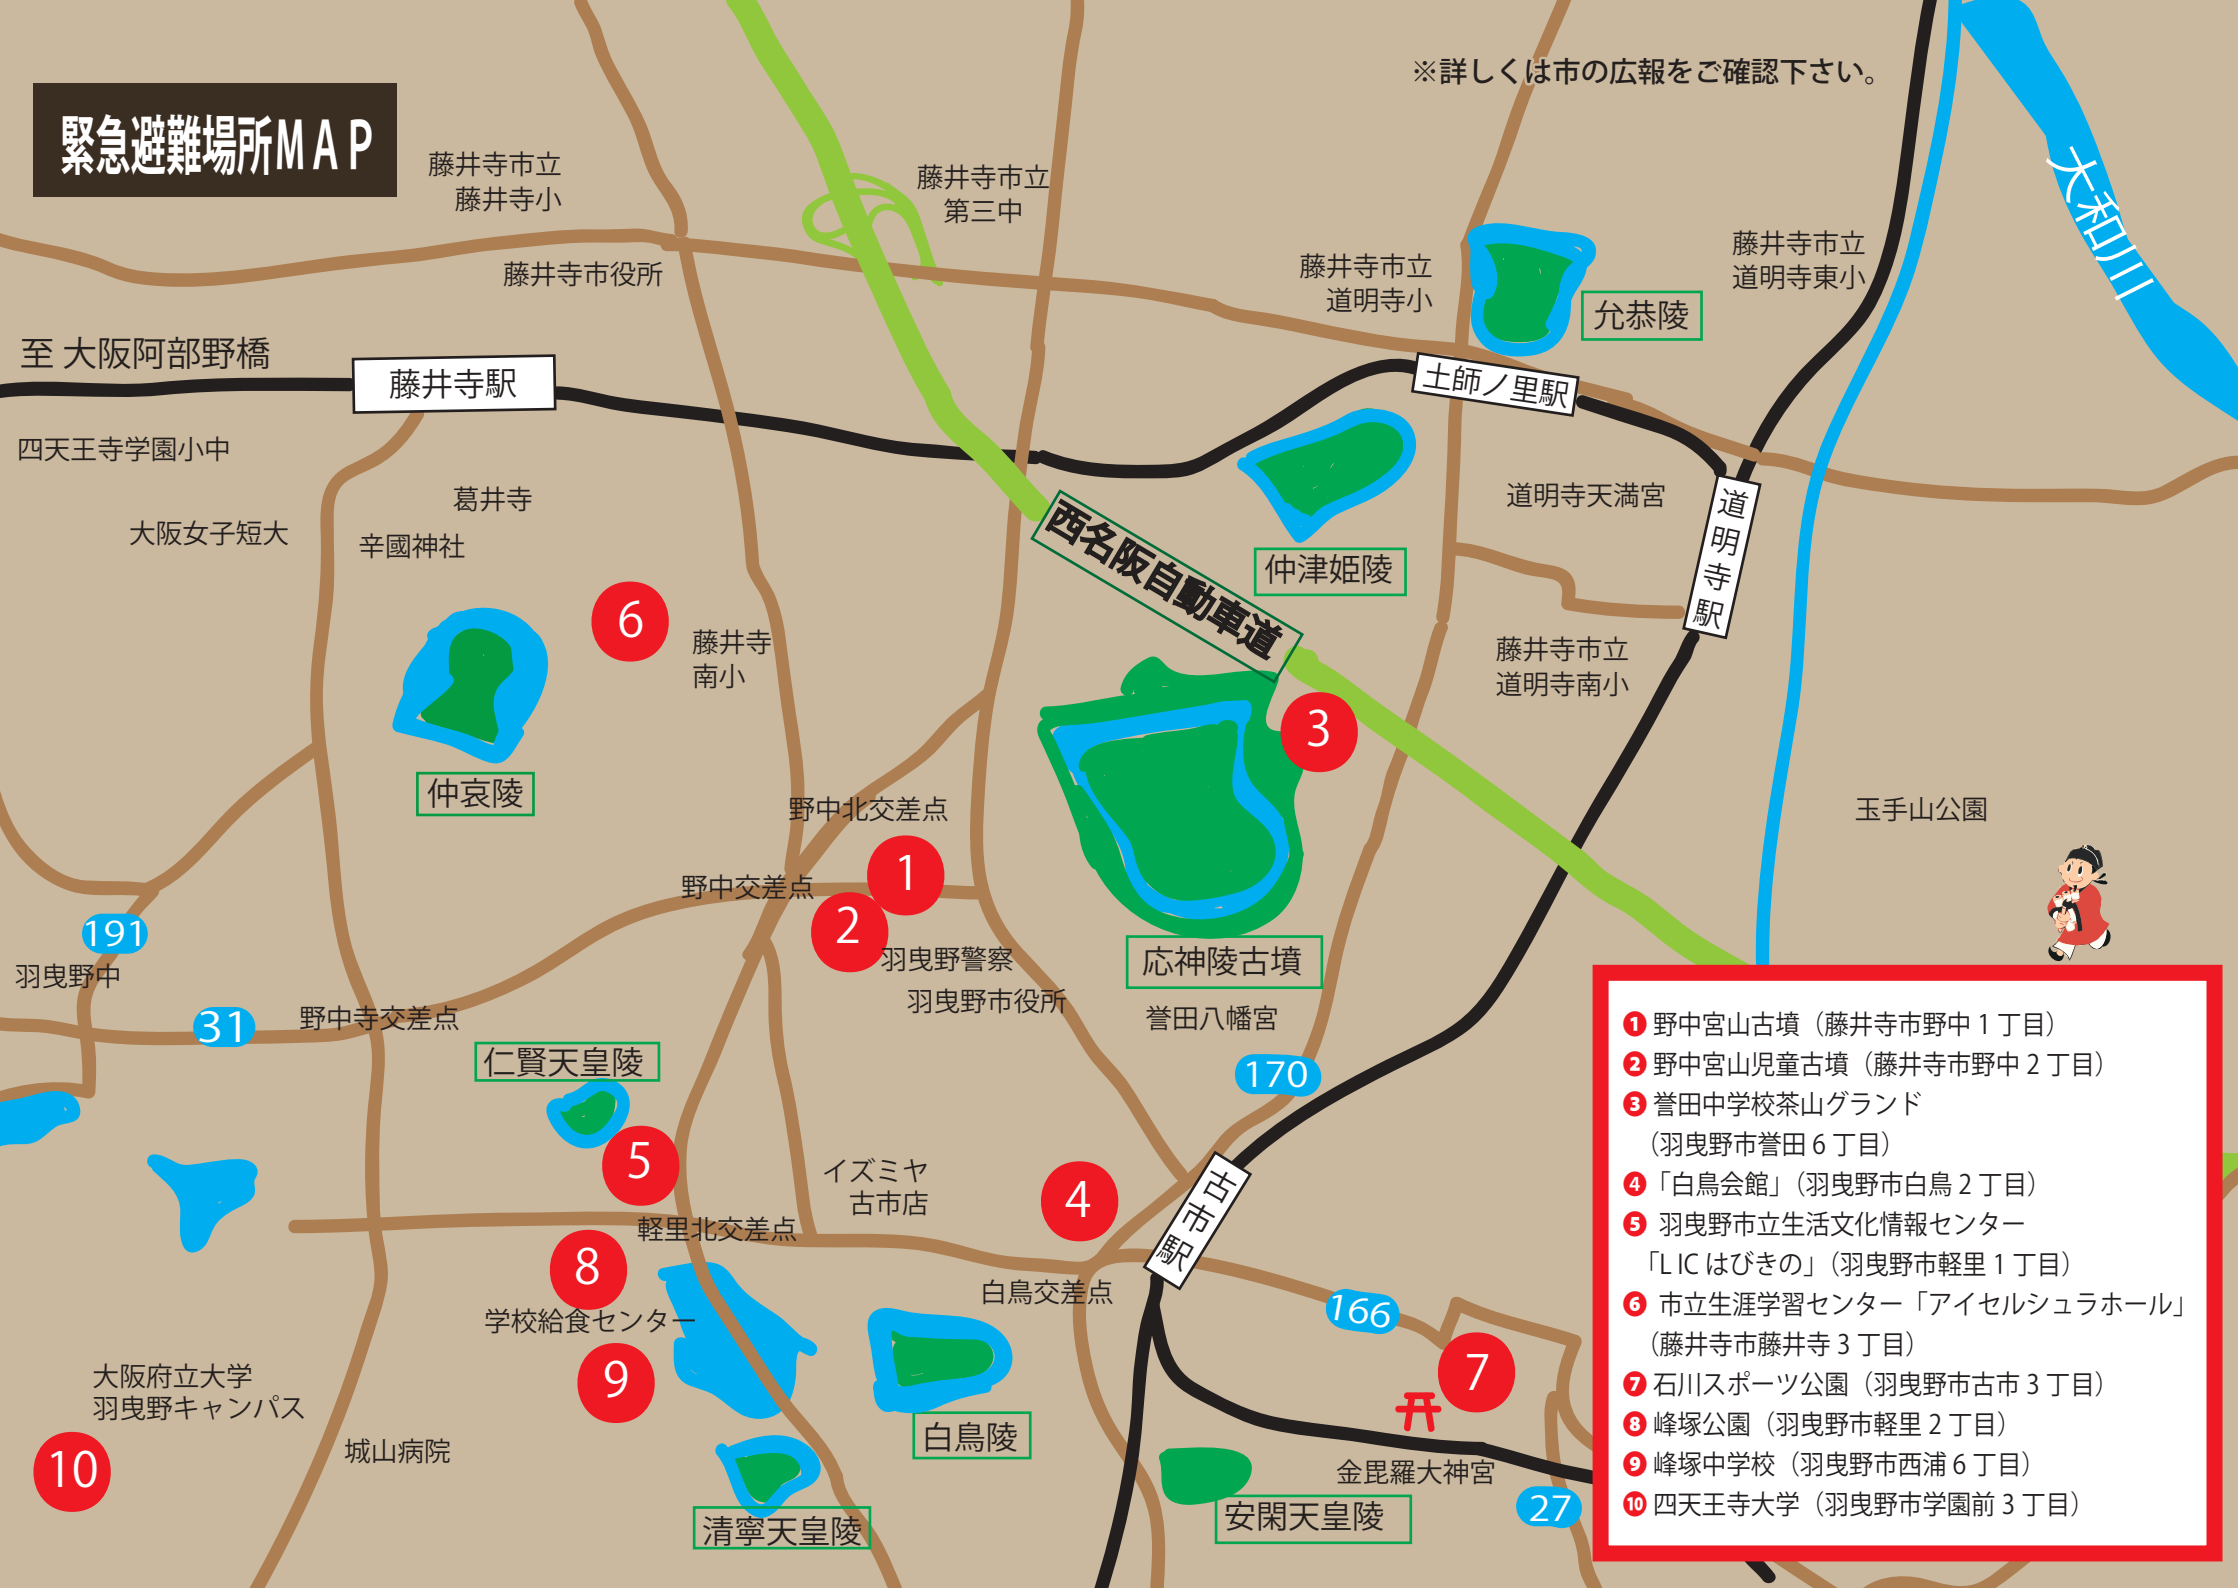 ※詳しくは市の広報をご確認下さい。
緊急避難場所MAP
大和川
藤井寺市立
藤井寺小
藤井寺市立
第三中
藤井寺市役所
藤井寺市立
道明寺小
藤井寺市立
道明寺東小
允恭陵
至 大阪阿部野橋
藤井寺駅
土師ノ里駅
四天王寺学園小中
葛井寺
大阪女子短大
辛國神社
道明寺天満宮
道明寺駅
西名阪自動車道
仲津姫陵
6
藤井寺
南小
藤井寺市立
道明寺南小
3
仲哀陵
野中北交差点
玉手山公園
1
野中交差点
2
191
羽曳野警察
応神陵古墳
羽曳野中
羽曳野市役所
31
野中寺交差点
誉田八幡宮
仁賢天皇陵
170
5
イズミヤ
古市店
4
古市駅
軽里北交差点
8
白鳥交差点
学校給食センター
166
9
7
大阪府立大学
羽曳野キャンパス
白鳥陵
城山病院
10
金毘羅大神宮
清寧天皇陵
安閑天皇陵
27
1 野中宮山古墳（藤井寺市野中1丁目）
2 野中宮山児童古墳（藤井寺市野中2丁目）
3 誉田中学校茶山グランド
（羽曳野市誉田6丁目）
4 「白鳥会館」（羽曳野市白鳥2丁目）
5 羽曳野市立生活文化情報センター
「LICはびきの」（羽曳野市軽里1丁目）
6 市立生涯学習センター「アイセルシュラホール」
（藤井寺市藤井寺3丁目）
7 石川スポーツ公園（羽曳野市古市3丁目）
8 峰塚公園（羽曳野市軽里2丁目）
9 峰塚中学校（羽曳野市西浦6丁目）
10 四天王寺大学（羽曳野市学園前3丁目）